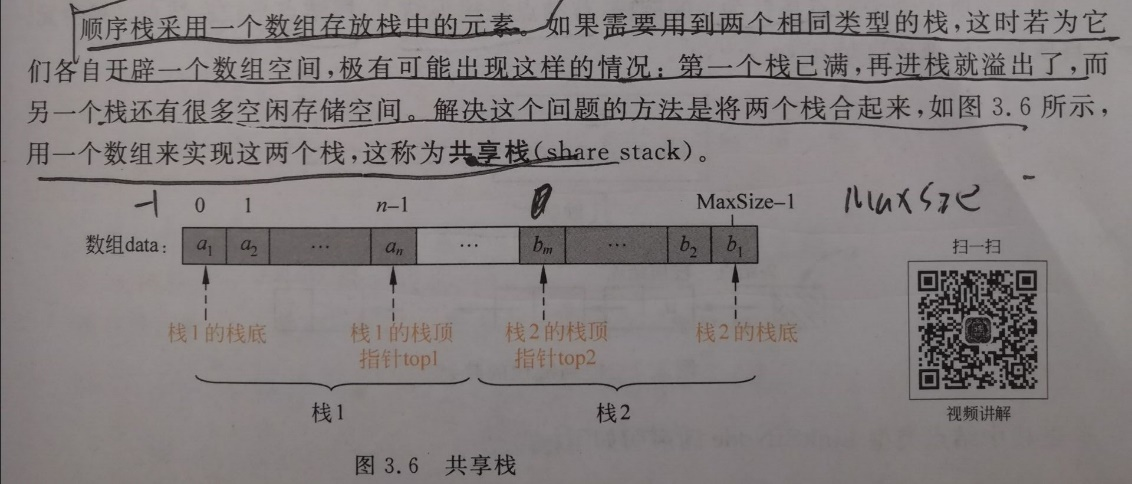 顺序栈采用一个数组存放栈中的元素。如果需要用到两个相同类型的栈，这时若为它
们各自开辟一个数组空间，极有可能出现这样的情况：第一个栈已满，再进栈就溢出了，而
另一个栈还有很多空闲存储空间。解决这个问题的方法是将两个栈合起来，如图 3.6 所示，
用一个数组来实现这两个栈，这称为共享栈(share stack)。
-1 0 1 n-1 0 MaxSize-1 MaxSize
扫一扫
数组data： a1 a2 … an … bm … b2 b1
栈1的栈底 栈1的栈顶 栈2的栈顶 栈2的栈底
指针top1 指针top2
栈1 栈2
视频讲解
图 3.6 共享栈